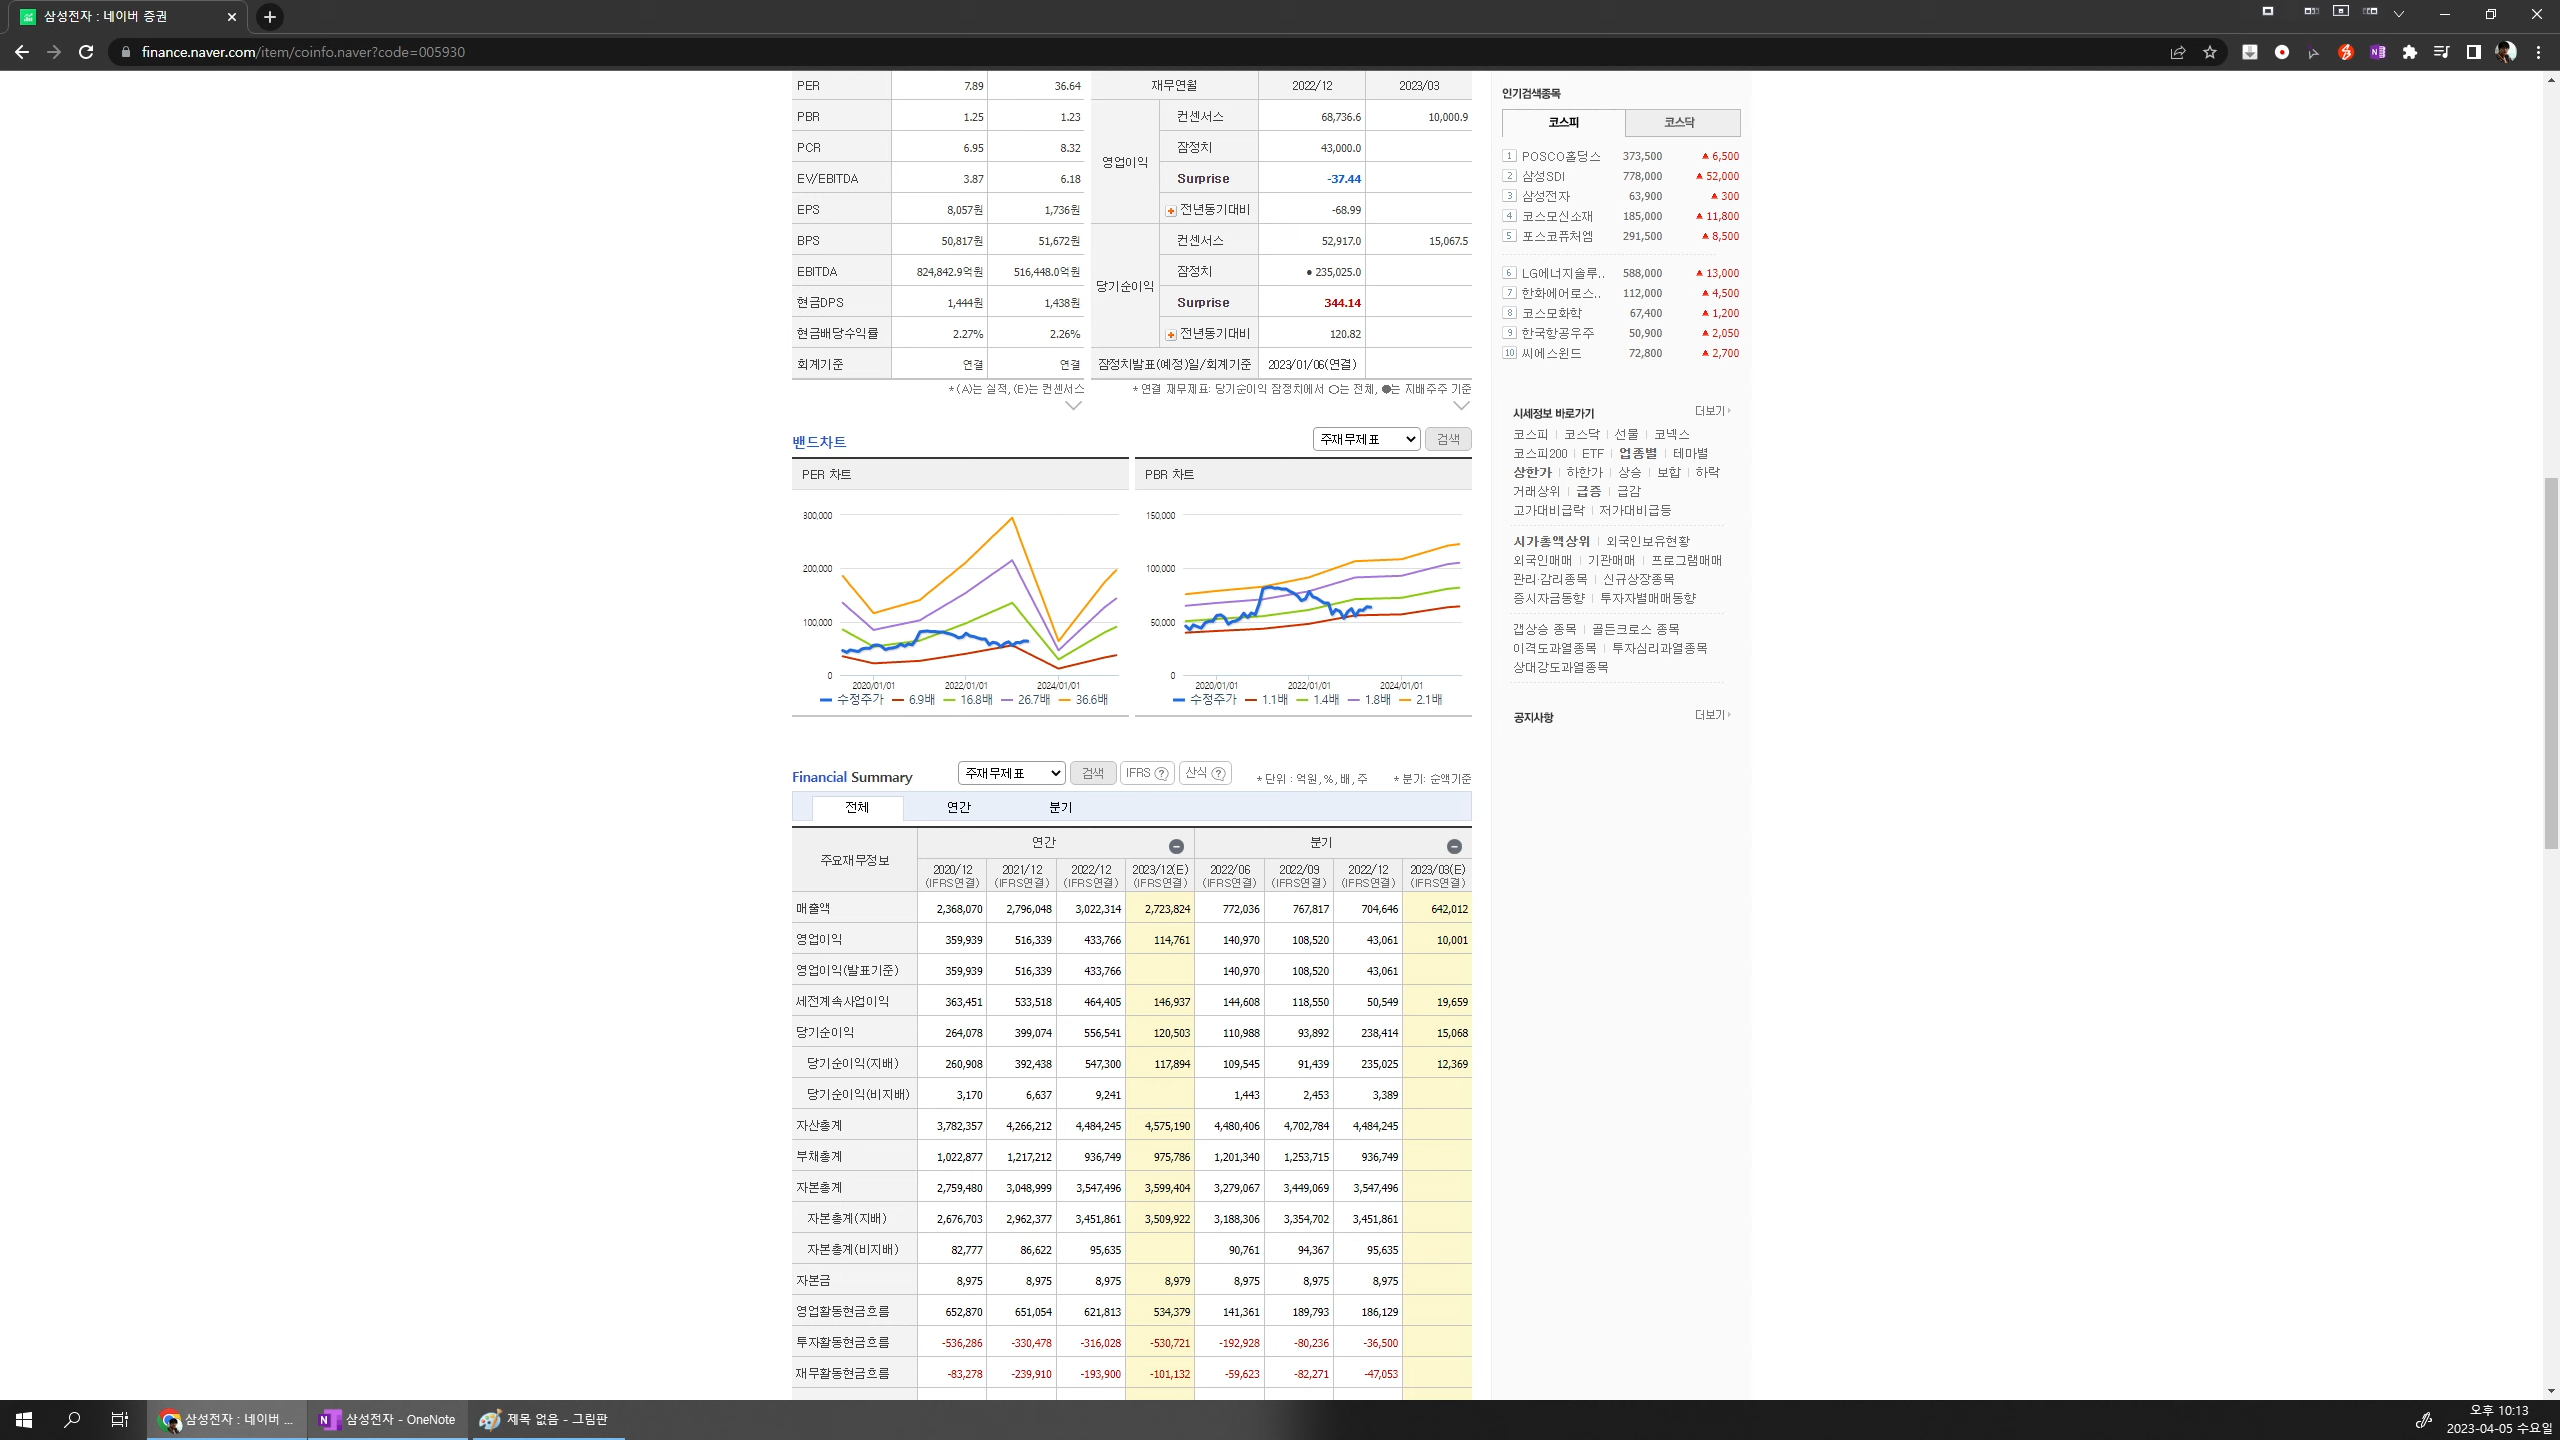 삼성전자 : 네이버 증권
finance.naver.com/item/coinfo.naver?code=005930
PER 7.89 36.64
PBR 1.25 1.23
PCR 6.95 8.32
EV/EBITDA 3.87 6.18
EPS 8,057원 1,736원
BPS 50,817원 51,672원
EBITDA 824,842.9억원 516,448.0억원
현금DPS 1,444원 1,438원
현금배당수익률 2.27% 2.26%
회계기준 연결 연결
* (A)는 실적, (E)는 컨센서스
재무연월 2022/12 2023/03
영업이익
컨센서스 68,736.6 10,000.9
잠정치 43,000.0
Surprise -37.44
전년동기대비 -68.99
당기순이익
컨센서스 52,917.0 15,067.5
잠정치 ● 235,025.0
Surprise 344.14
전년동기대비 120.82
잠정치발표(예정)일/회계기준 2023/01/06(연결)
* 연결 재무제표: 당기순이익 잠정치에서 ○는 전체, ●는 지배주주 기준
밴드차트
주재무제표 검색
PER 차트
300,000
200,000
100,000
0
2020/01/01 2022/01/01 2024/01/01
수정주가 6.9배 16.8배 26.7배 36.6배
PBR 차트
150,000
100,000
50,000
0
2020/01/01 2022/01/01 2024/01/01
수정주가 1.1배 1.4배 1.8배 2.1배
Financial Summary 주재무제표 검색 IFRS ? 산식 ? * 단위 : 억원, %, 배, 주 * 분기: 순액기준
전체 연간 분기
주요재무정보 연간 분기
2020/12 2021/12 2022/12 2023/12(E) 2022/06 2022/09 2022/12 2023/03(E)
(IFRS연결) (IFRS연결) (IFRS연결) (IFRS연결) (IFRS연결) (IFRS연결) (IFRS연결) (IFRS연결)
매출액 2,368,070 2,796,048 3,022,314 2,723,824 772,036 767,817 704,646 642,012
영업이익 359,939 516,339 433,766 114,761 140,970 108,520 43,061 10,001
영업이익(발표기준) 359,939 516,339 433,766 140,970 108,520 43,061
세전계속사업이익 363,451 533,518 464,405 146,937 144,608 118,550 50,549 19,659
당기순이익 264,078 399,074 556,541 120,503 110,988 93,892 238,414 15,068
당기순이익(지배) 260,908 392,438 547,300 117,894 109,545 91,439 235,025 12,369
당기순이익(비지배) 3,170 6,637 9,241 1,443 2,453 3,389
자산총계 3,782,357 4,266,212 4,484,245 4,575,190 4,480,406 4,702,784 4,484,245
부채총계 1,022,877 1,217,212 936,749 975,786 1,201,340 1,253,715 936,749
자본총계 2,759,480 3,048,999 3,547,496 3,599,404 3,279,067 3,449,069 3,547,496
자본총계(지배) 2,676,703 2,962,377 3,451,861 3,509,922 3,188,306 3,354,702 3,451,861
자본총계(비지배) 82,777 86,622 95,635 90,761 94,367 95,635
자본금 8,975 8,975 8,975 8,979 8,975 8,975 8,975
영업활동현금흐름 652,870 651,054 621,813 534,379 141,361 189,793 186,129
투자활동현금흐름 -536,286 -330,478 -316,028 -530,721 -192,928 -80,236 -36,500
재무활동현금흐름 -83,278 -239,910 -193,900 -101,132 -59,623 -82,271 -47,053
인기검색종목
코스피 코스닥
1 POSCO홀딩스 373,500 ▲ 6,500
2 삼성SDI 778,000 ▲ 52,000
3 삼성전자 63,900 ▲ 300
4 코스모신소재 185,000 ▲ 11,800
5 포스코퓨처엠 291,500 ▲ 8,500
6 LG에너지솔루.. 588,000 ▲ 13,000
7 한화에어로스.. 112,000 ▲ 4,500
8 코스모화학 67,400 ▲ 1,200
9 한국항공우주 50,900 ▲ 2,050
10 씨에스윈드 72,800 ▲ 2,700
시세정보 바로가기 더보기
코스피 코스닥 선물 코넥스
코스피200 ETF 업종별 테마별
상한가 하한가 상승 보합 하락
거래상위 급증 급감
고가대비급락 저가대비급등
시가총액상위 외국인보유현황
외국인매매 기관매매 프로그램매매
관리·감리종목 신규상장종목
증시자금동향 투자자별매매동향
갭상승 종목 골든크로스 종목
이격도과열종목 투자심리과열종목
상대강도과열종목
공지사항 더보기
삼성전자 : 네이버 ...
삼성전자 - OneNote
제목 없음 - 그림판
오후 10:13
2023-04-05 수요일